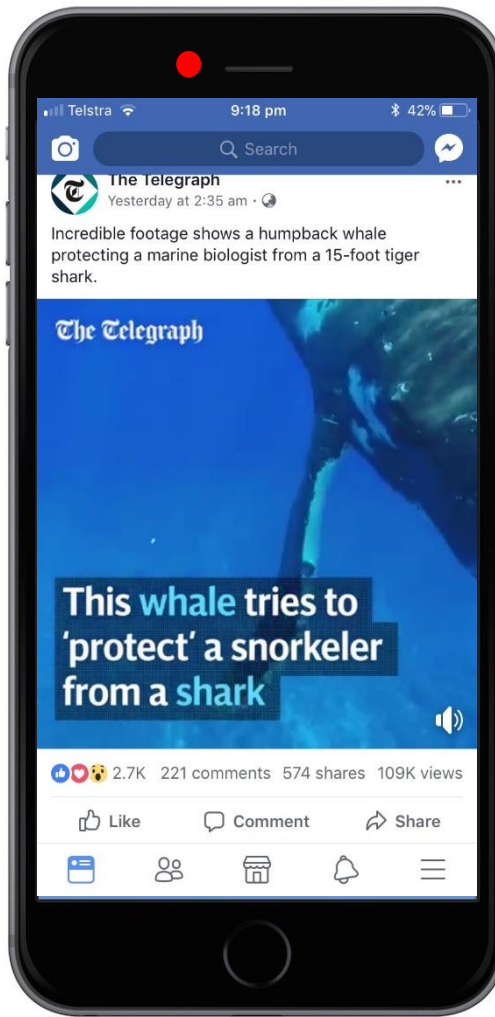 Telstra 9:18 pm 42%
Search
The Telegraph
Yesterday at 2:35 am ·
Incredible footage shows a humpback whale
protecting a marine biologist from a 15-foot tiger
shark.
The Telegraph
This whale tries to
'protect' a snorkeler
from a shark
2.7K 221 comments 574 shares 109K views
Like Comment Share